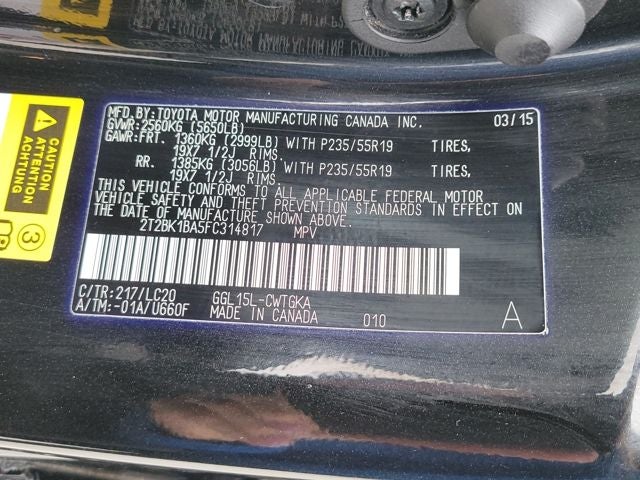 MFD.BY:TOYOTA MOTOR MANUFACTURING CANADA INC. 03/15
GVWR:2560KG (5650LB)
GAWR:FRT. 1360KG (2999LB) WITH P235/55R19 TIRES,
19X7 1/2J RIMS.
RR. 1385KG (3056LB) WITH P235/55R19 TIRES,
19X7 1/2J RIMS.
THIS VEHICLE CONFORMS TO ALL APPLICABLE FEDERAL MOTOR
VEHICLE SAFETY AND THEFT PREVENTION STANDARDS IN EFFECT ON
THE DATE OF MANUFACTURE SHOWN ABOVE.
2T2BK1BA5FC314817 MPV
C/TR:217/LC20 GGL15L-CWTGKA
A/TM:-01A/U660F MADE IN CANADA 010 A
CAUTION
ATTENTION
ACHTUNG
3